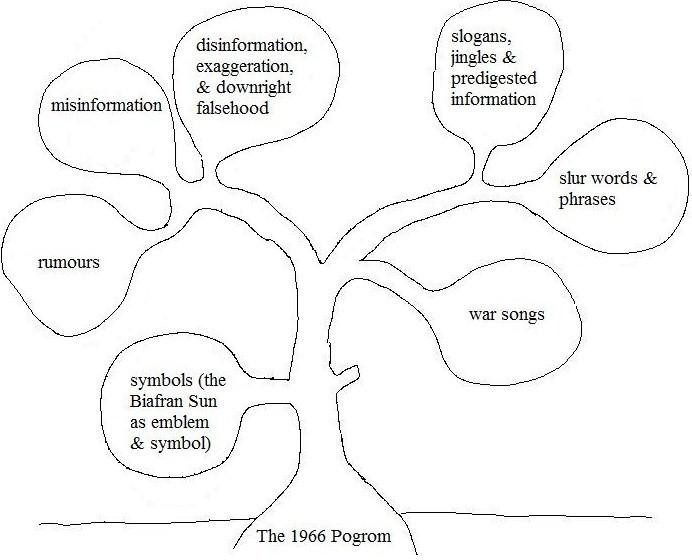 disinformation,
exaggeration,
& downright
falsehood
slogans,
jingles &
predigested
information
misinformation
slur words &
phrases
rumours
war songs
symbols (the
Biafran Sun
as emblem
& symbol)
The 1966 Pogrom